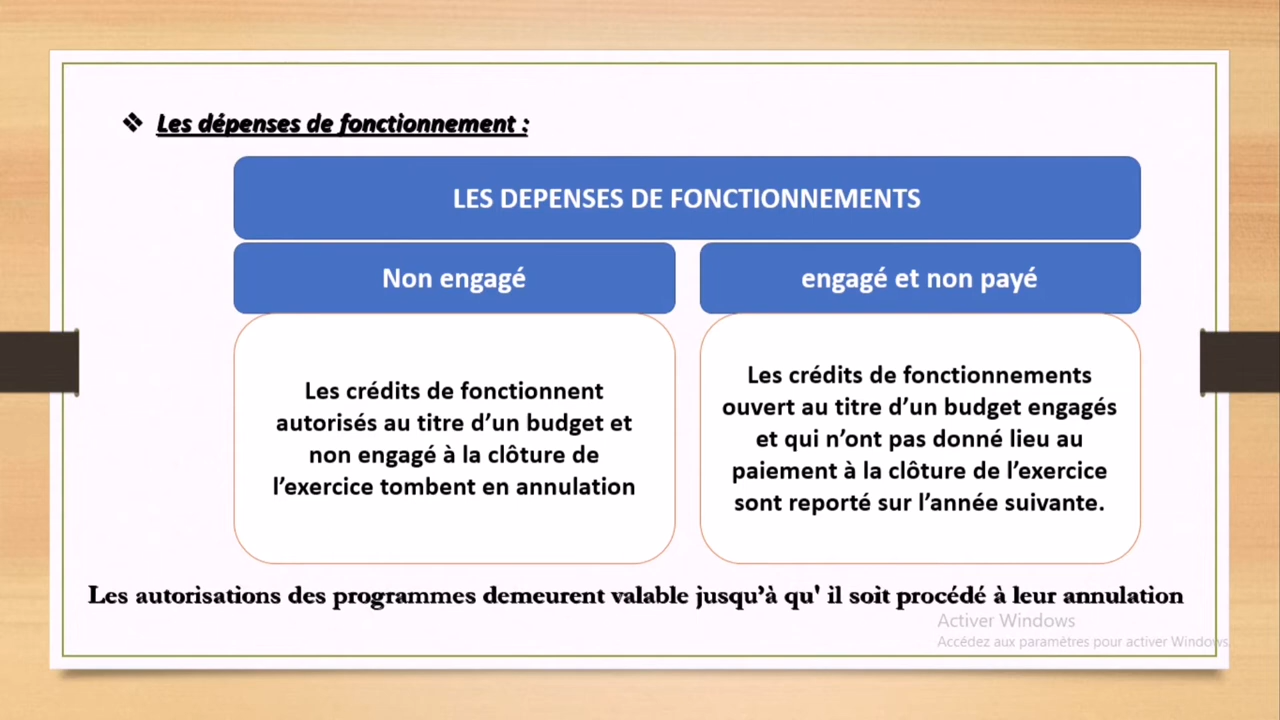 ❖ Les dépenses de fonctionnement :
LES DEPENSES DE FONCTIONNEMENTS
Non engagé
engagé et non payé
Les crédits de fonctionnent
autorisés au titre d’un budget et
non engagé à la clôture de
l’exercice tombent en annulation
Les crédits de fonctionnements
ouvert au titre d’un budget engagés
et qui n’ont pas donné lieu au
paiement à la clôture de l’exercice
sont reporté sur l’année suivante.
Les autorisations des programmes demeurent valable jusqu’à qu' il soit procédé à leur annulation
Activer Windows
Accédez aux paramètres pour activer Windows.